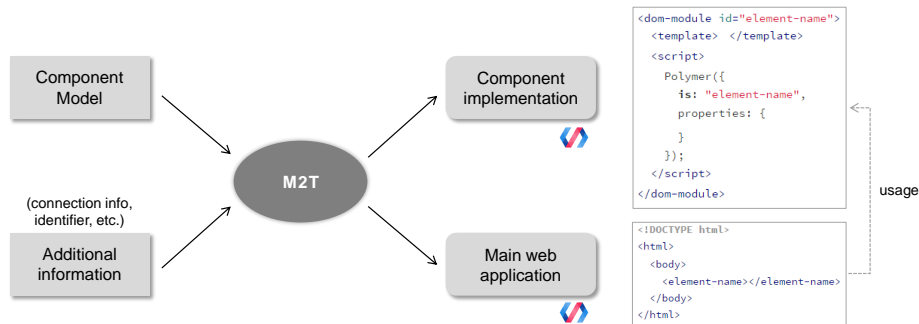 Component
Model
(connection info,
identifier, etc.)
Additional
information
M2T
Component
implementation
Main web
application
<dom-module id="element-name">
<template>  </template>
<script>
Polymer({
is: "element-name",
properties: {
}
});
</script>
</dom-module>
usage
<!DOCTYPE html>
<html>
<body>
<element-name></element-name>
</body>
</html>